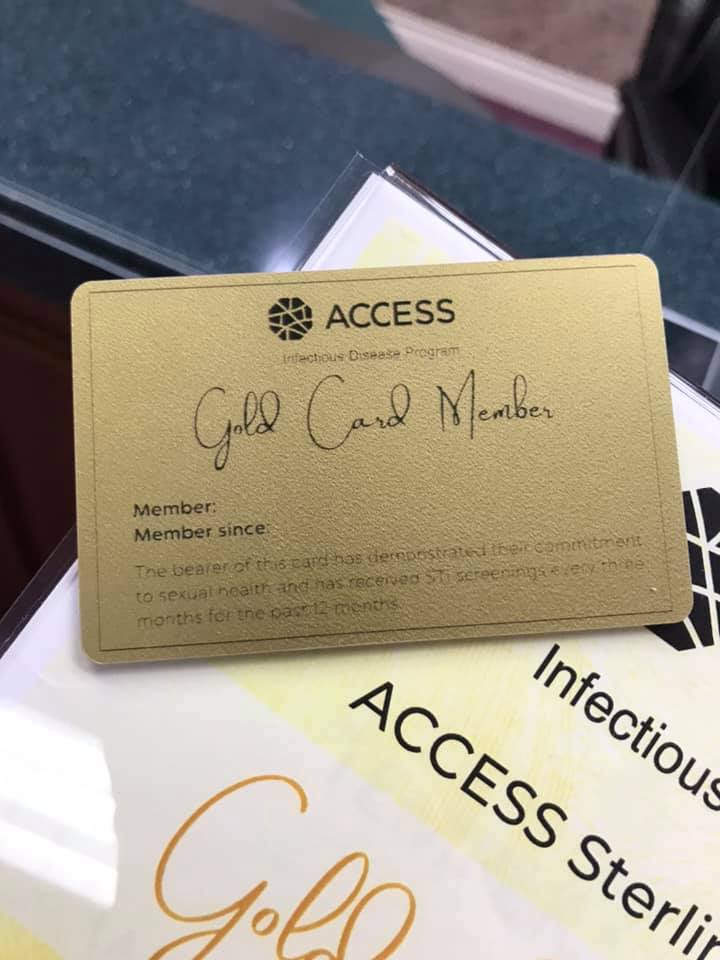 ACCESS
Infectious Disease Program
Gold Card Member
Member:
Member since:
The bearer of this card has demonstrated their commitment
to sexual health and has received STI screenings every three
months for the past 12 months.
Infectious
ACCESS Sterlin
Gold